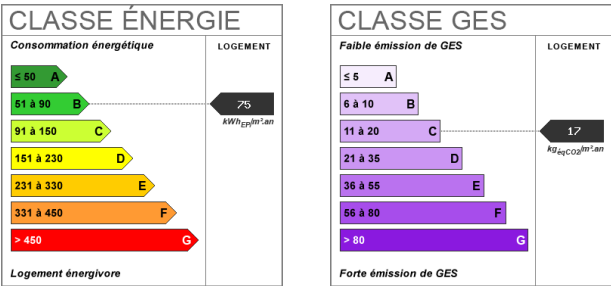 CLASSE ÉNERGIE
Consommation énergétique
LOGEMENT
≤ 50 A
51 à 90 B
75
kWhEP/m².an
91 à 150 C
151 à 230 D
231 à 330 E
331 à 450 F
> 450 G
Logement énergivore
CLASSE GES
Faible émission de GES
LOGEMENT
≤ 5 A
6 à 10 B
11 à 20 C
17
kgéqCO2/m².an
21 à 35 D
36 à 55 E
56 à 80 F
> 80 G
Forte émission de GES